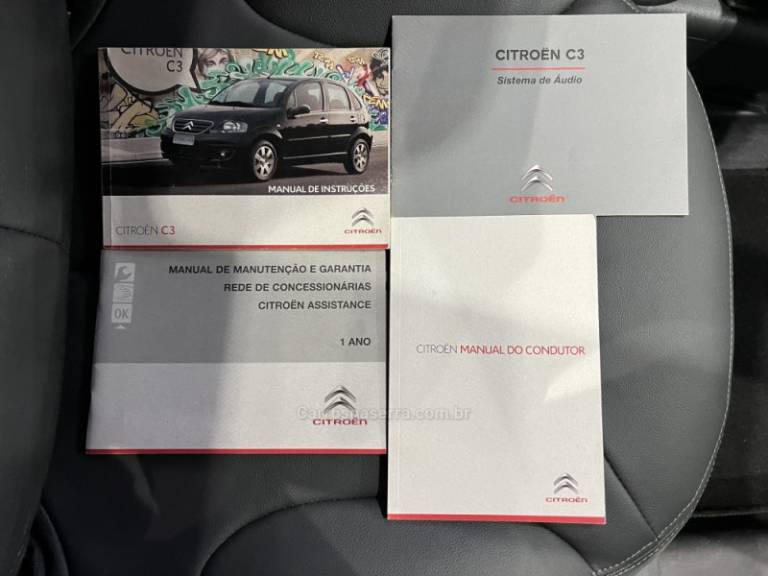 CITROËN
C3
MANUAL DE INSTRUÇÕES
CITROËN C3
CITROËN
CITROËN C3
Sistema de Áudio
CITROËN
MANUAL DE MANUTENÇÃO E GARANTIA
REDE DE CONCESSIONÁRIAS
CITROËN ASSISTANCE
OK
1 ANO
CITROËN
CITROËN MANUAL DO CONDUTOR
CITROËN